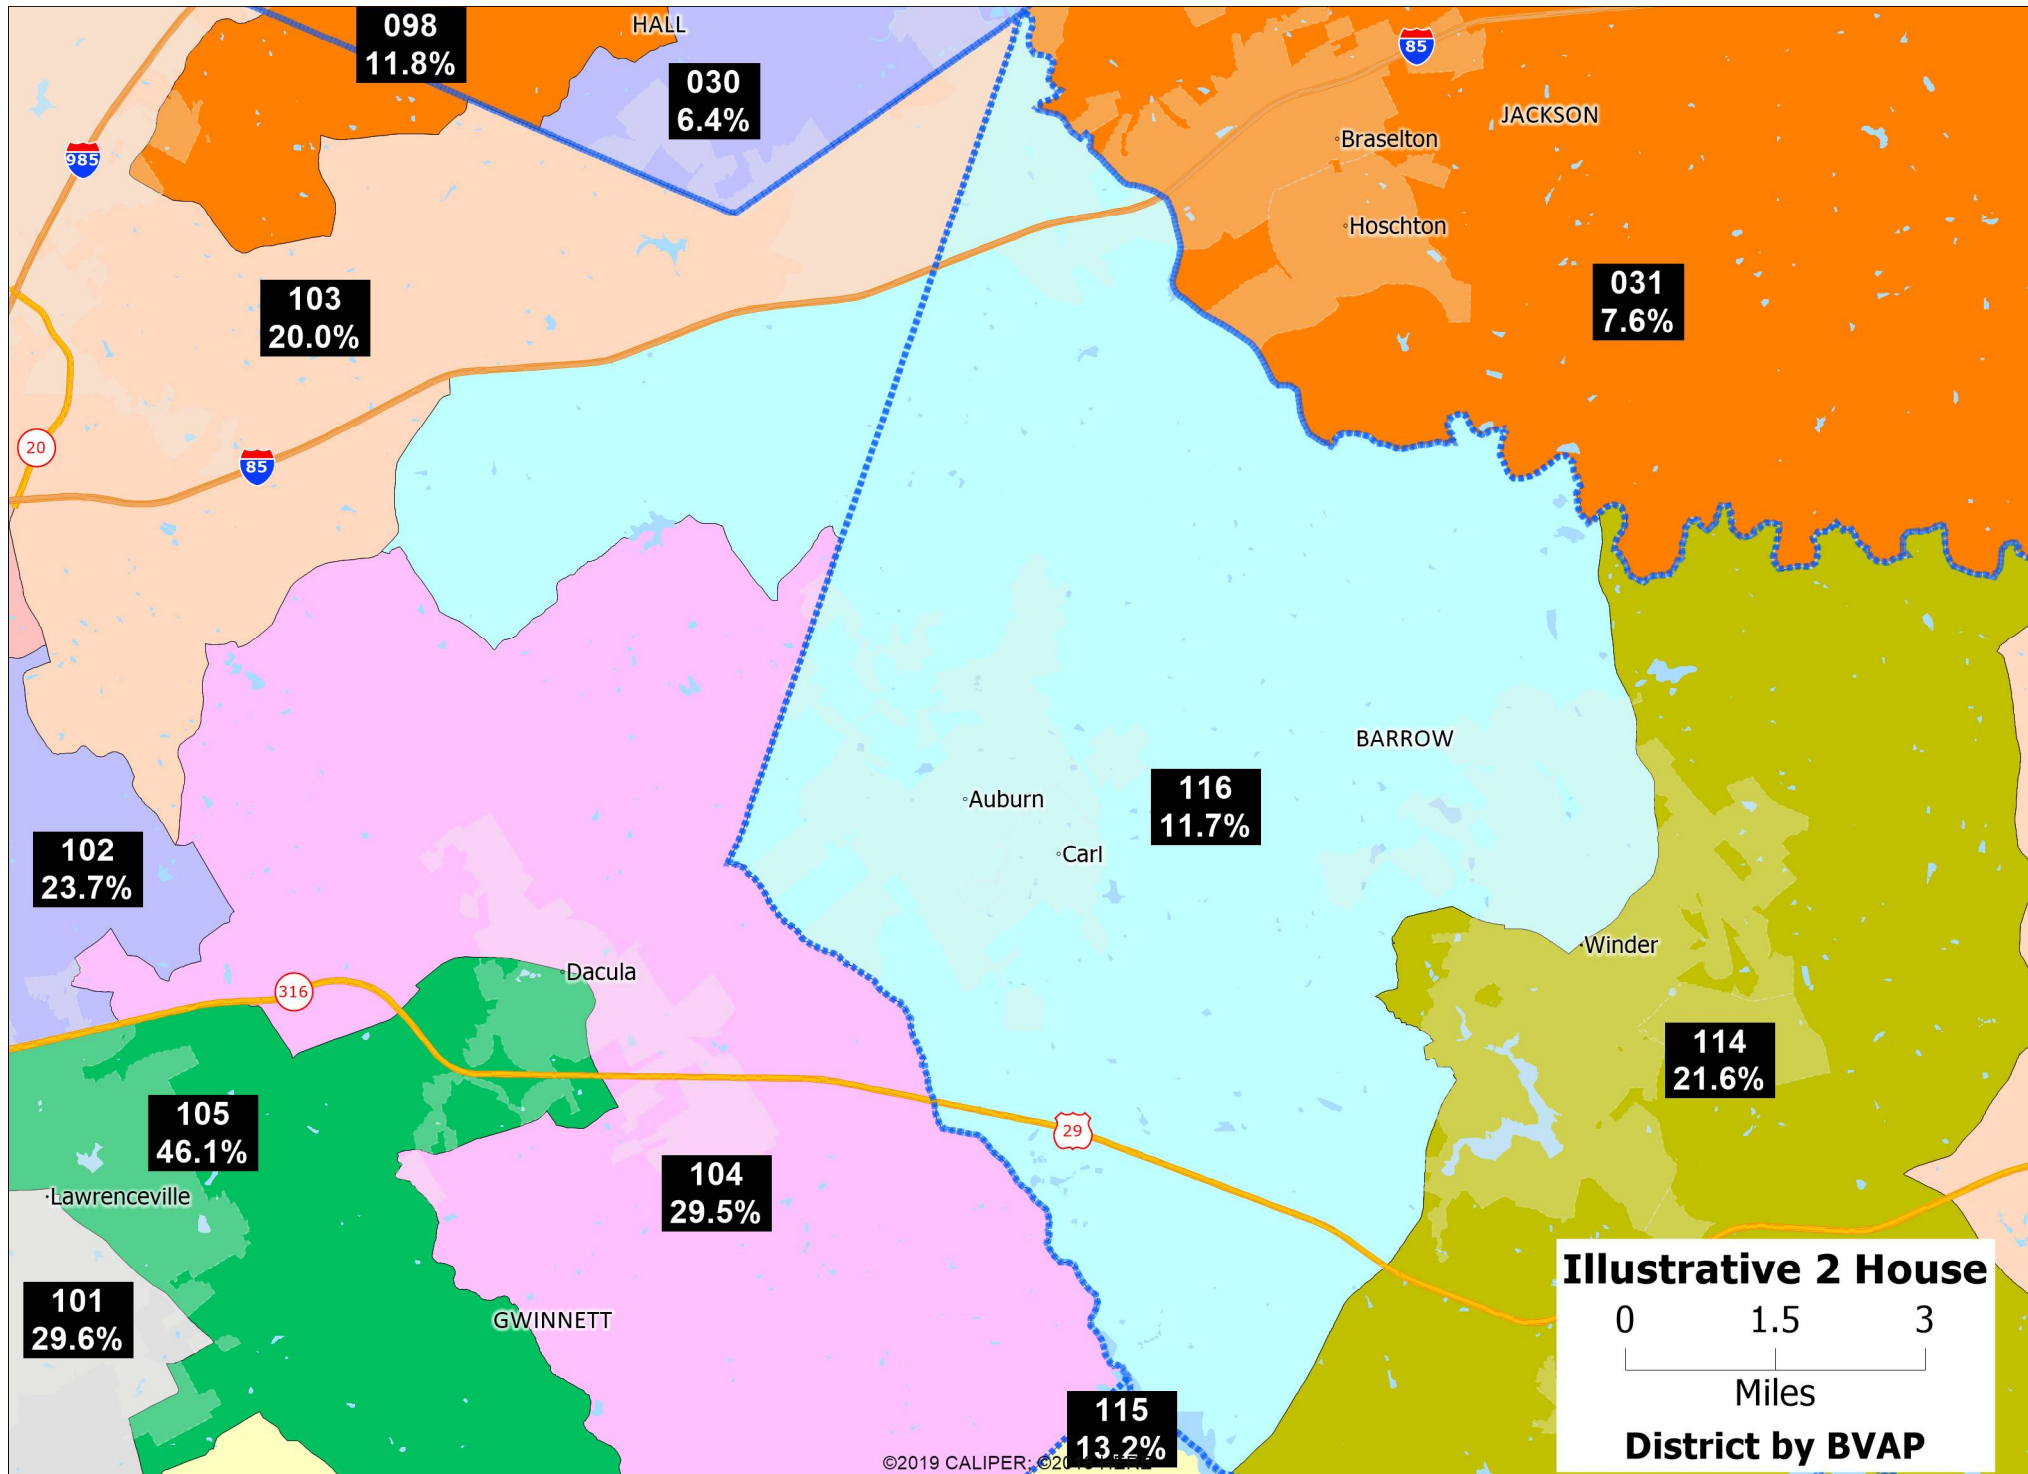 098
11.8%
HALL
85
030
6.4%
JACKSON
Braselton
985
Hoschton
103
20.0%
031
7.6%
20
85
BARROW
116
11.7%
Auburn
Carl
102
23.7%
Winder
Dacula
316
114
21.6%
105
46.1%
29
104
29.5%
Lawrenceville
101
29.6%
GWINNETT
Illustrative 2 House
0 1.5 3
Miles
District by BVAP
115
13.2%
©2019 CALIPER; ©2019 HERE